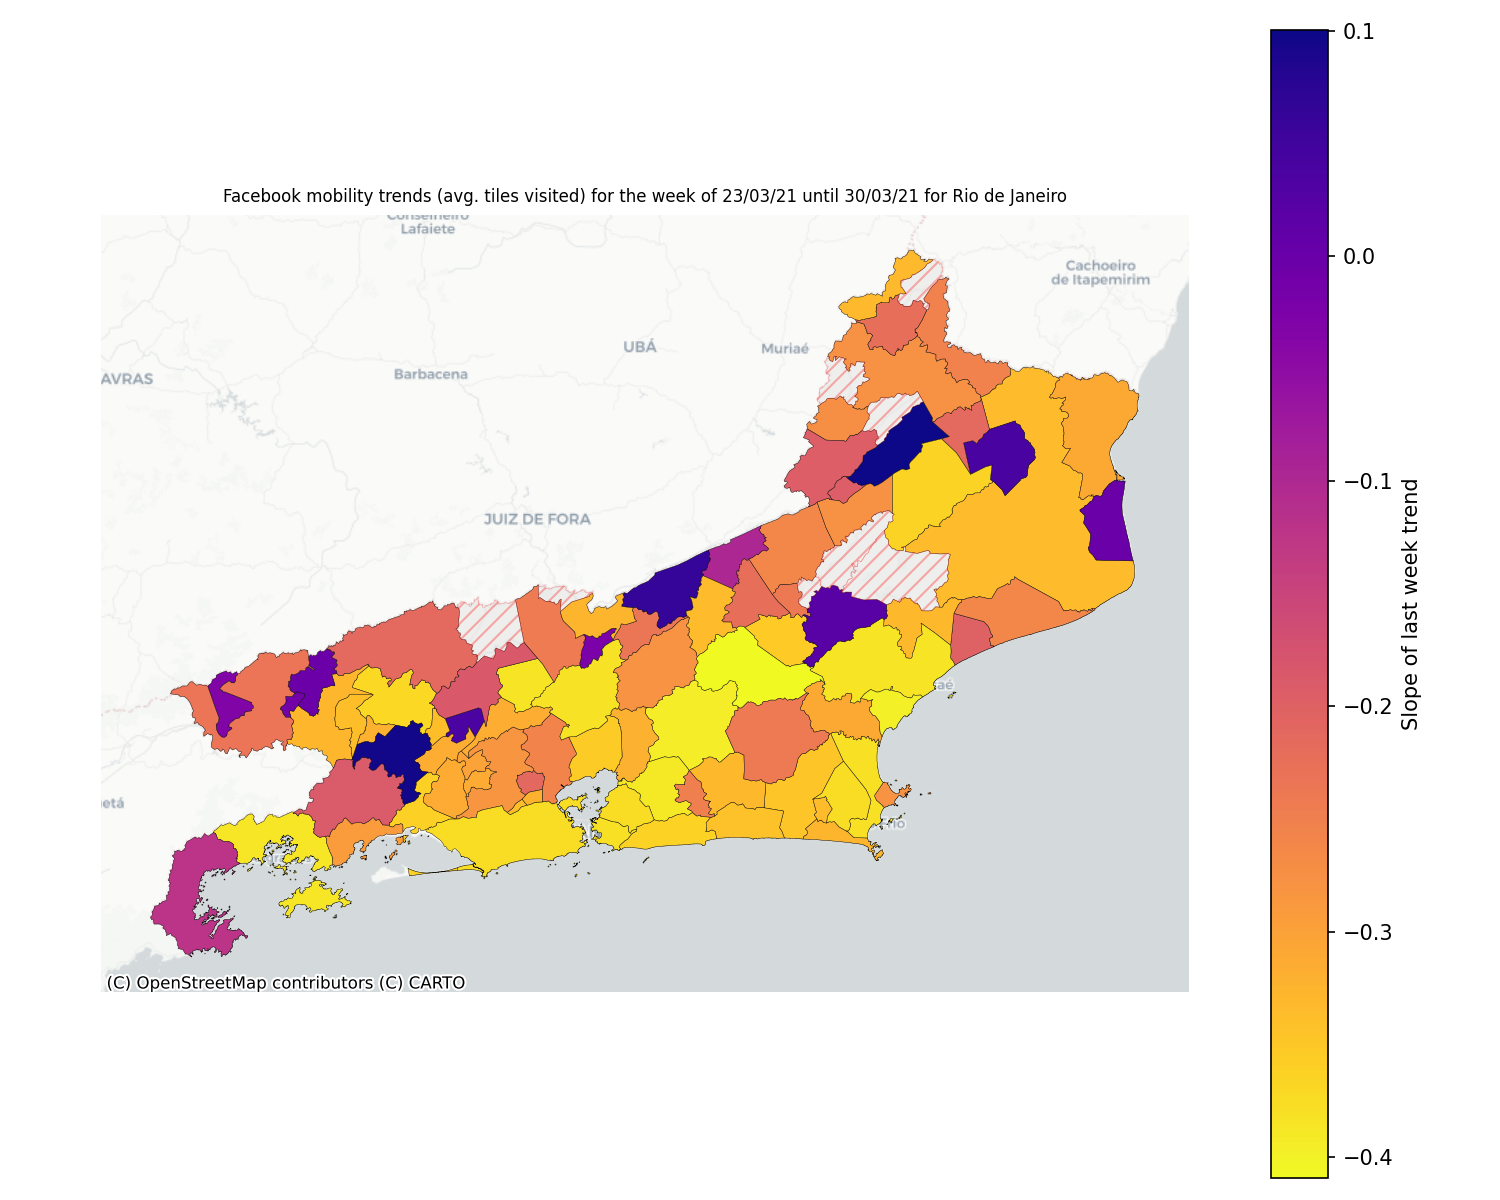 0.1
Facebook mobility trends (avg. tiles visited) for the week of 23/03/21 until 30/03/21 for Rio de Janeiro
Conselheiro
Lafaiete
0.0
Cachoeiro
de Itapemirim
UBÁ
Muriaé
AVRAS
Barbacena
−0.1
JUIZ DE FORA
Slope of last week trend
aé
−0.2
etá
Rio
−0.3
(C) OpenStreetMap contributors (C) CARTO
−0.4